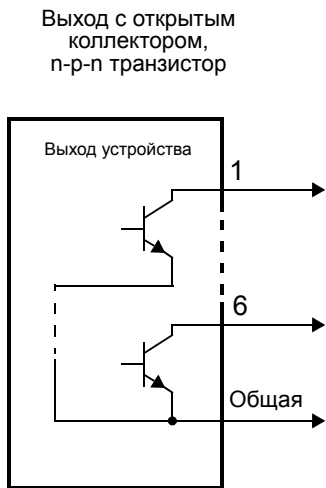 Выход с открытым
коллектором,
n-p-n транзистор
Выход устройства
1
6
Общая